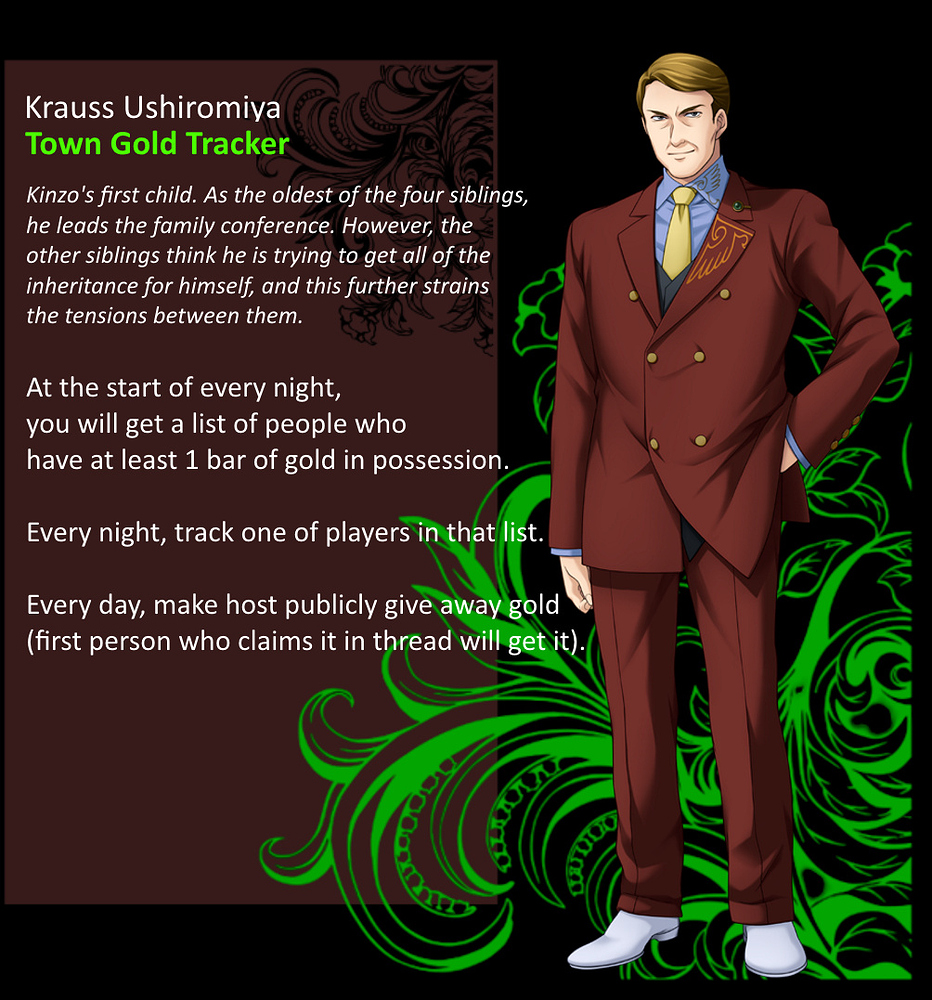 Krauss Ushiromiya
Town Gold Tracker
Kinzo's first child. As the oldest of the four siblings,
he leads the family conference. However, the
other siblings think he is trying to get all of the
inheritance for himself, and this further strains
the tensions between them.
At the start of every night,
you will get a list of people who
have at least 1 bar of gold in possession.
Every night, track one of players in that list.
Every day, make host publicly give away gold
(first person who claims it in thread will get it).